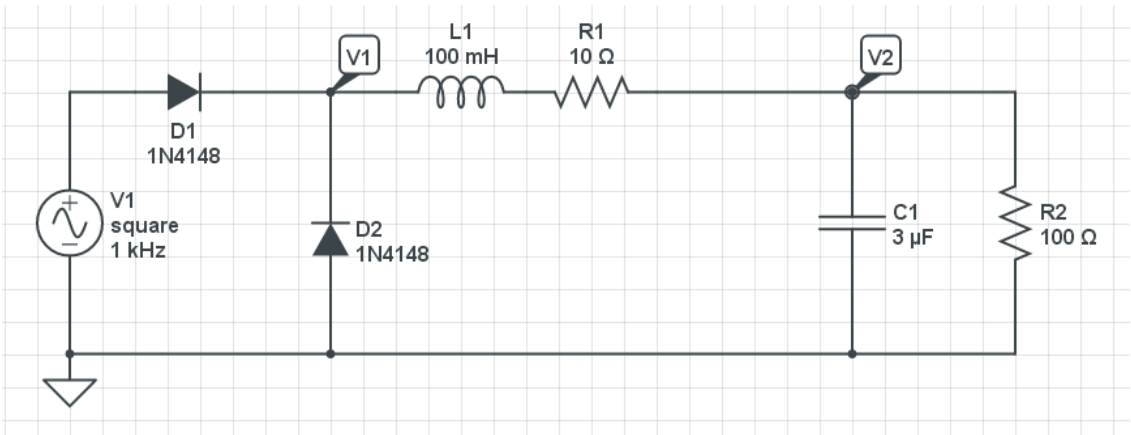 L1
100 mH
R1
10 Ω
V1
V2
D1
1N4148
V1
square
1 kHz
+
−
D2
1N4148
C1
3 µF
R2
100 Ω